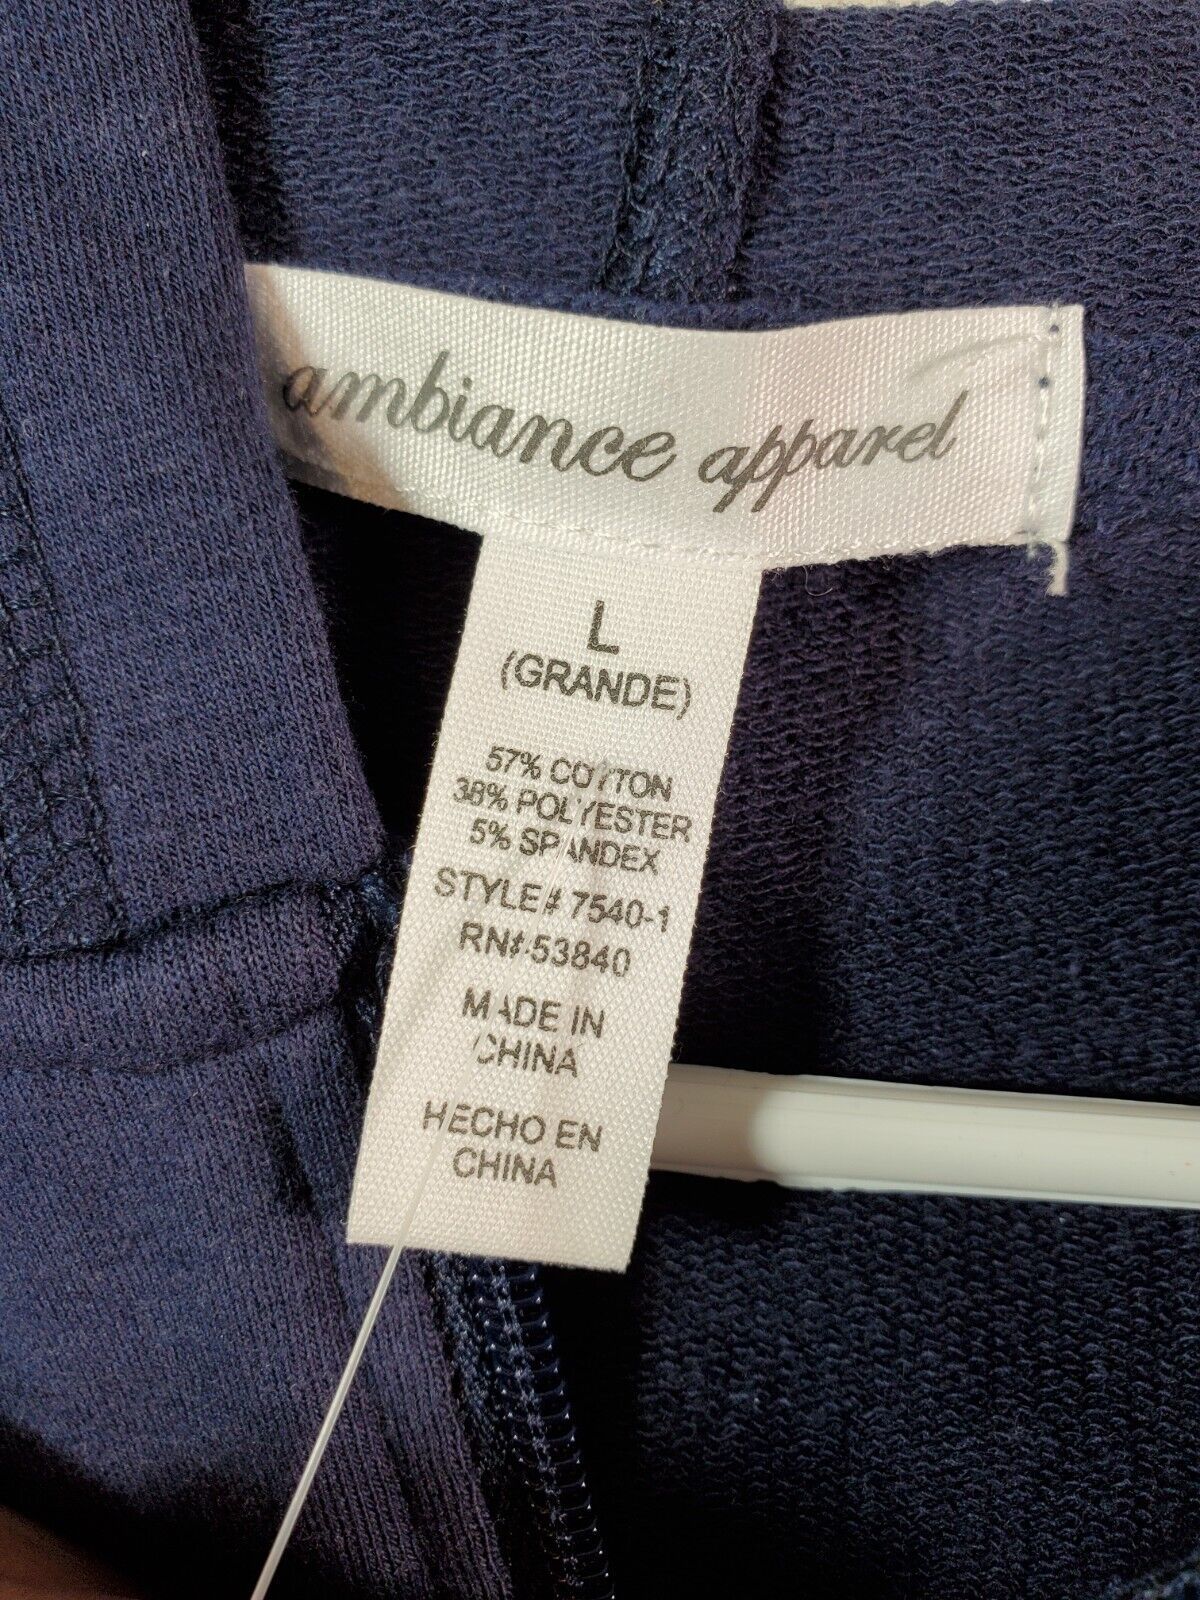 ambiance apparel
L
(GRANDE)
57% COTTON
38% POLYESTER
5% SPANDEX
STYLE# 7540-1
RN# 53840
MADE IN
CHINA
HECHO EN
CHINA